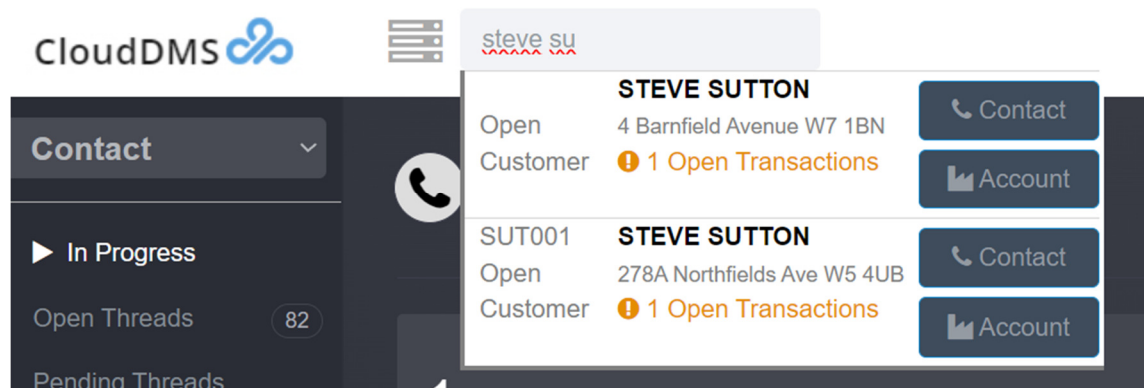 CloudDMS
steve su
Contact
In Progress
Open Threads 82
Pending Threads
STEVE SUTTON
Open 4 Barnfield Avenue W7 1BN
Customer 1 Open Transactions
Contact
Account
SUT001 STEVE SUTTON
Open 278A Northfields Ave W5 4UB
Customer 1 Open Transactions
Contact
Account